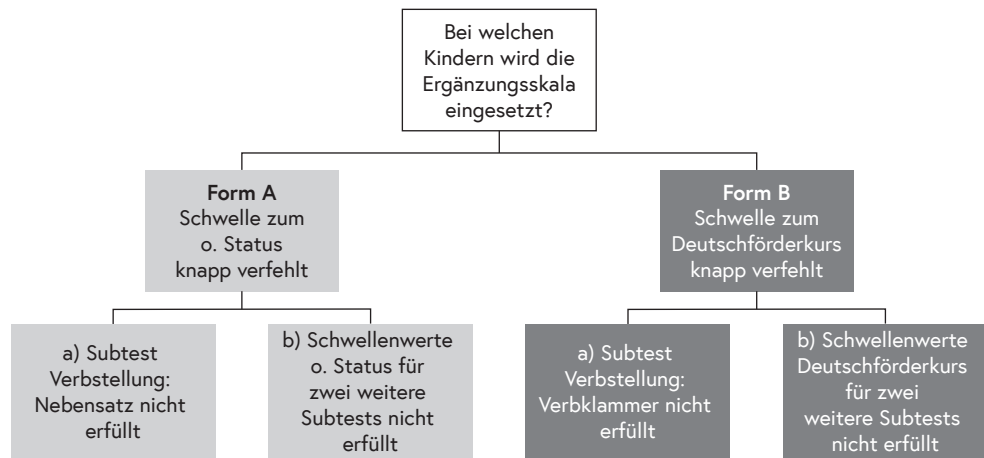 Bei welchen
Kindern wird die
Ergänzungsskala
eingesetzt?
Form A
Schwelle zum
o. Status
knapp verfehlt
Form B
Schwelle zum
Deutschförderkurs
knapp verfehlt
a) Subtest
Verbstellung:
Nebensatz nicht
erfüllt
b) Schwellenwerte
o. Status für
zwei weitere
Subtests nicht
erfüllt
a) Subtest
Verbstellung:
Verbklammer nicht
erfüllt
b) Schwellenwerte
Deutschförderkurs
für zwei
weitere Subtests
nicht erfüllt